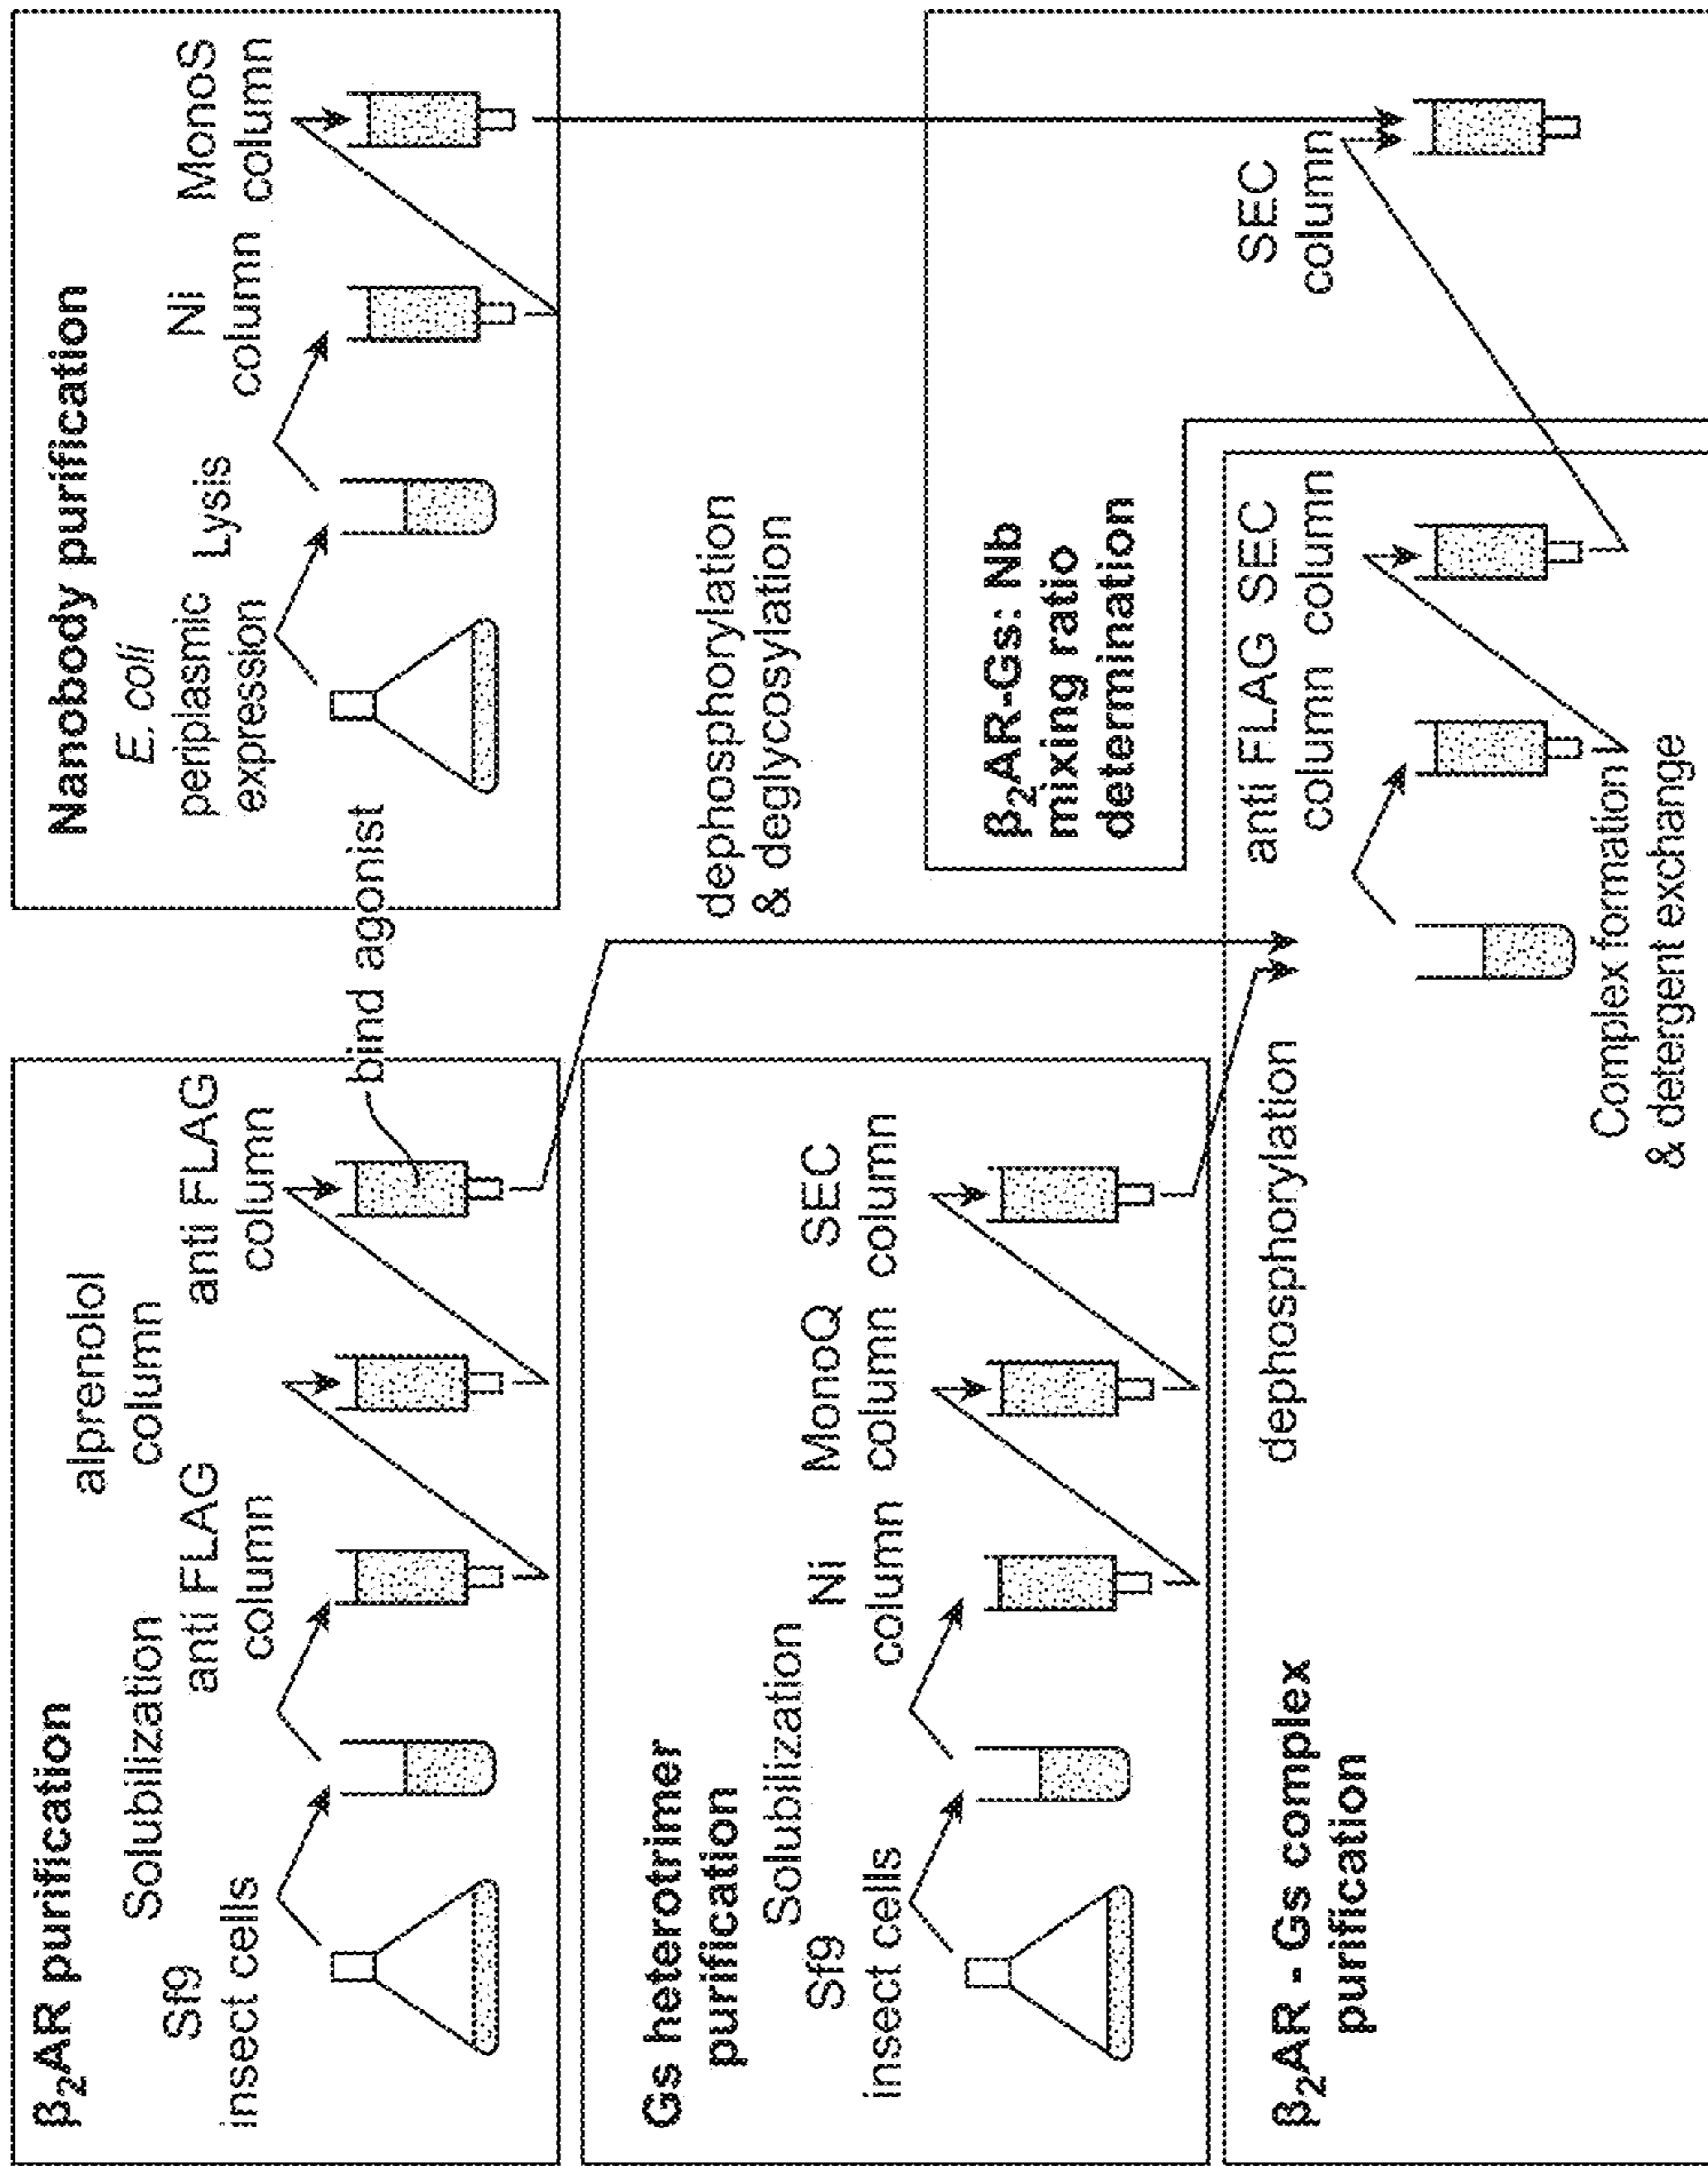 β₂AR purification
Sf9
insect cells
Solubilization
anti FLAG
column
alprenolol
column
anti FLAG
column
bind agonist
Nanobody purification
E. coli
periplasmic
expression
Lysis
Ni
column
MonoS
column
Gs heterotrimer
purification
Sf9
insect cells
Solubilization
Ni
column
MonoQ
column
SEC
column
dephosphorylation
& deglycosylation
β₂AR - Gs complex
purification
dephosphorylation
Complex formation
& detergent exchange
anti FLAG
column
SEC
column
β₂AR-Gs: Nb
mixing ratio
determination
SEC
column